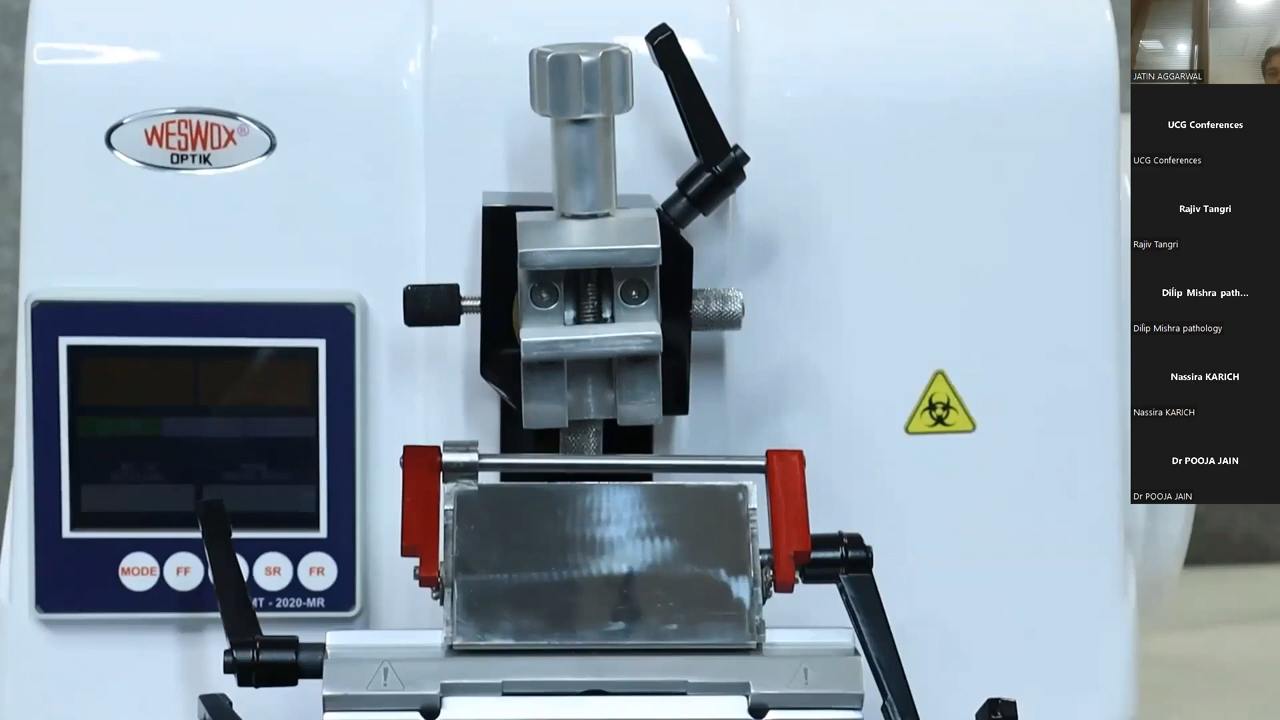 WESWOX®
OPTIK
MODE
FF
SR
FR
MT - 2020-MR
JATIN AGGARWAL
UCG Conferences
UCG Conferences
Rajiv Tangri
Rajiv Tangri
Dilip Mishra path...
Dilip Mishra pathology
Nassira KARICH
Nassira KARICH
Dr POOJA JAIN
Dr POOJA JAIN